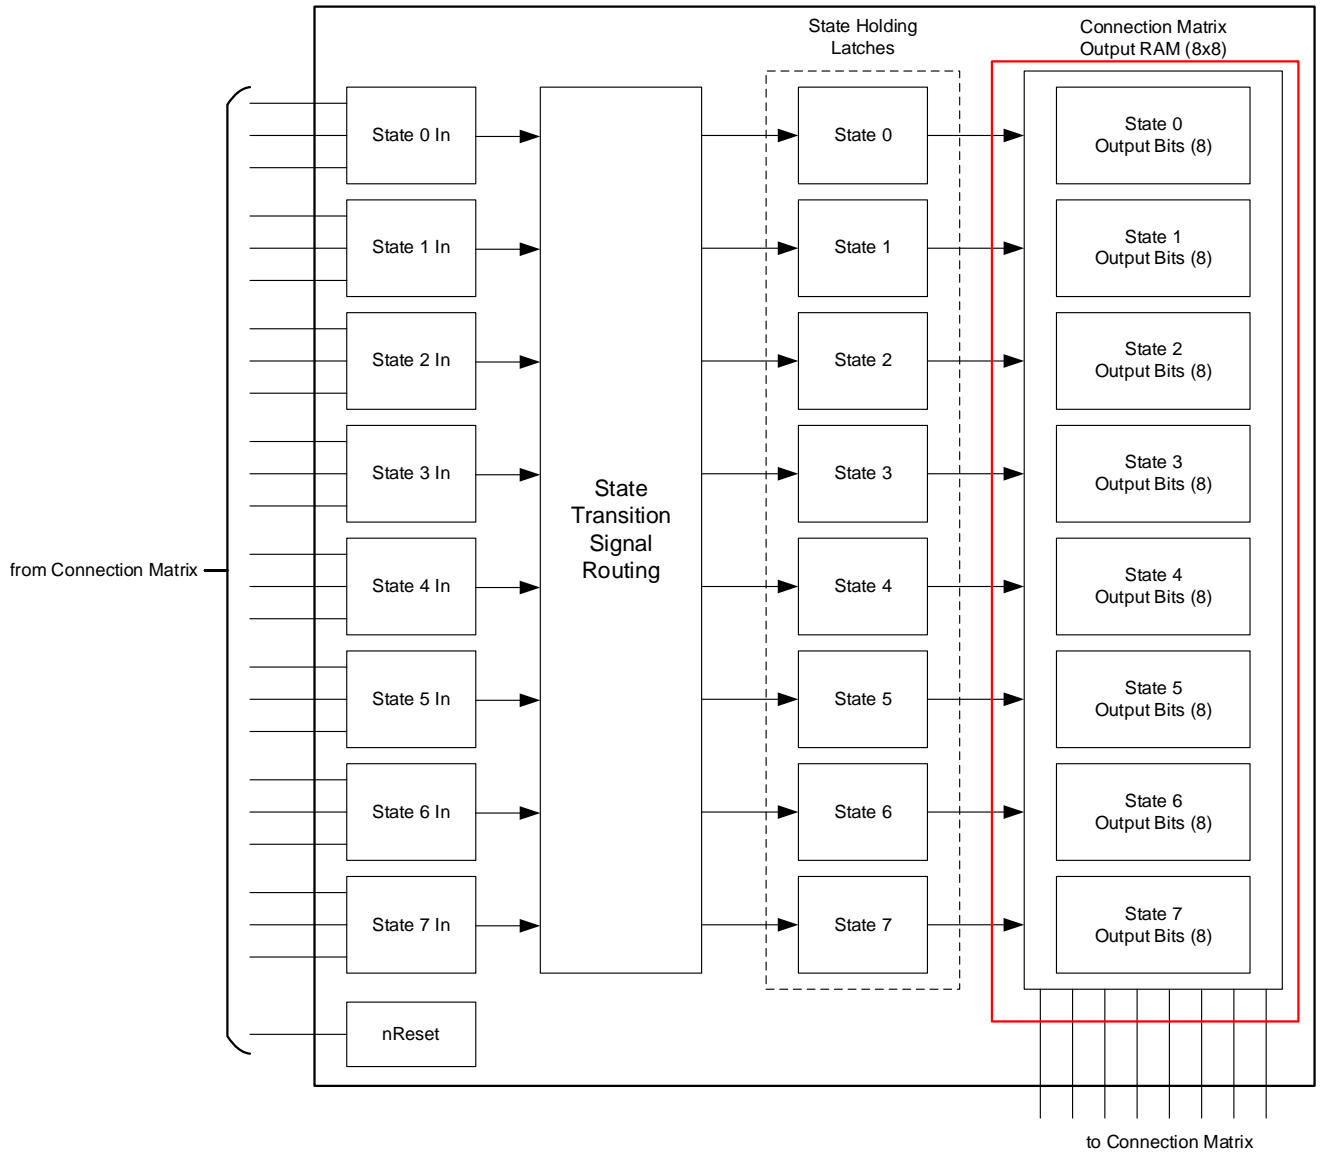 State Holding
Latches
Connection Matrix
Output RAM (8x8)
State 0 In
State 0
State 0
Output Bits (8)
State 1 In
State 1
State 1
Output Bits (8)
State 2 In
State 2
State 2
Output Bits (8)
State 3 In
State 3
State 3
Output Bits (8)
State
Transition
Signal
Routing
from Connection Matrix
State 4 In
State 4
State 4
Output Bits (8)
State 5 In
State 5
State 5
Output Bits (8)
State 6 In
State 6
State 6
Output Bits (8)
State 7 In
State 7
State 7
Output Bits (8)
nReset
to Connection Matrix